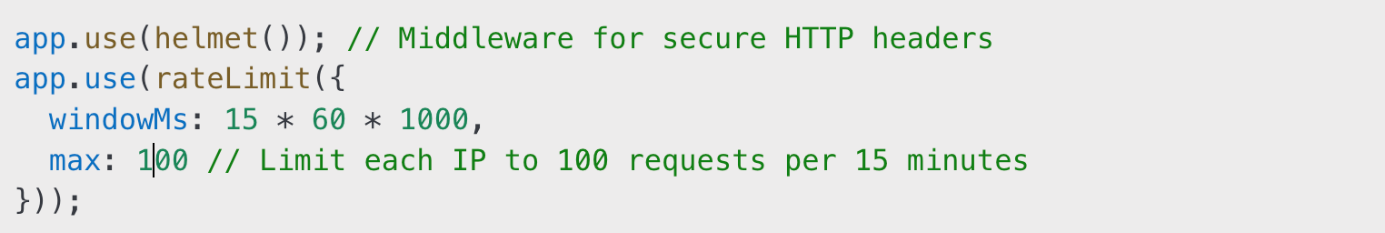 app.use(helmet()); // Middleware for secure HTTP headers
app.use(rateLimit({
  windowMs: 15 * 60 * 1000,
  max: 100 // Limit each IP to 100 requests per 15 minutes
}));